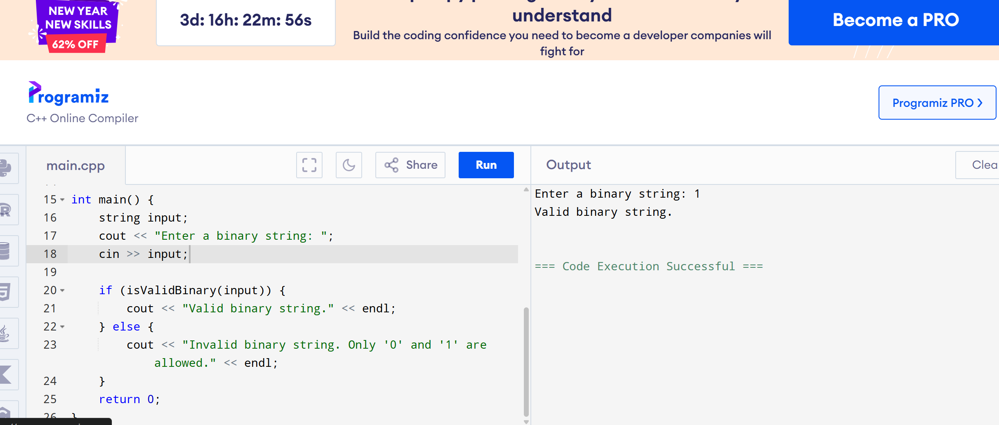 NEW YEAR
NEW SKILLS
62% OFF
3d: 16h: 22m: 56s
understand
Build the coding confidence you need to become a developer companies will
fight for
Become a PRO
Programiz
C++ Online Compiler
Programiz PRO ›
main.cpp
Share
Run
Output
15 int main() {
16 string input;
17 cout << "Enter a binary string: ";
18 cin >> input;
19
20 if (isValidBinary(input)) {
21 cout << "Valid binary string." << endl;
22 } else {
23 cout << "Invalid binary string. Only '0' and '1' are
allowed." << endl;
24 }
25 return 0;
26 }
Enter a binary string: 1
Valid binary string.
=== Code Execution Successful ===